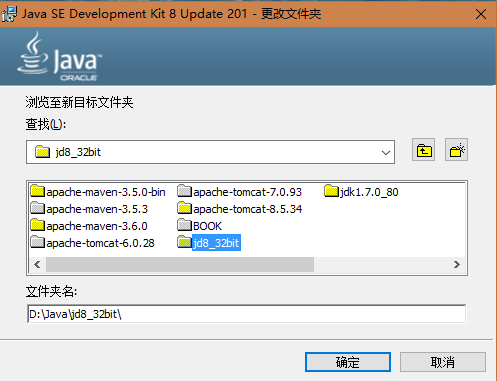 Java SE Development Kit 8 Update 201 - 更改文件夹
Java
ORACLE
浏览至新目标文件夹
查找(L):
jd8_32bit
apache-maven-3.5.0-bin
apache-maven-3.5.3
apache-maven-3.6.0
apache-tomcat-6.0.28
apache-tomcat-7.0.93
apache-tomcat-8.5.34
BOOK
jd8_32bit
jdk1.7.0_80
文件夹名:
D:\Java\jd8_32bit\
确定
取消